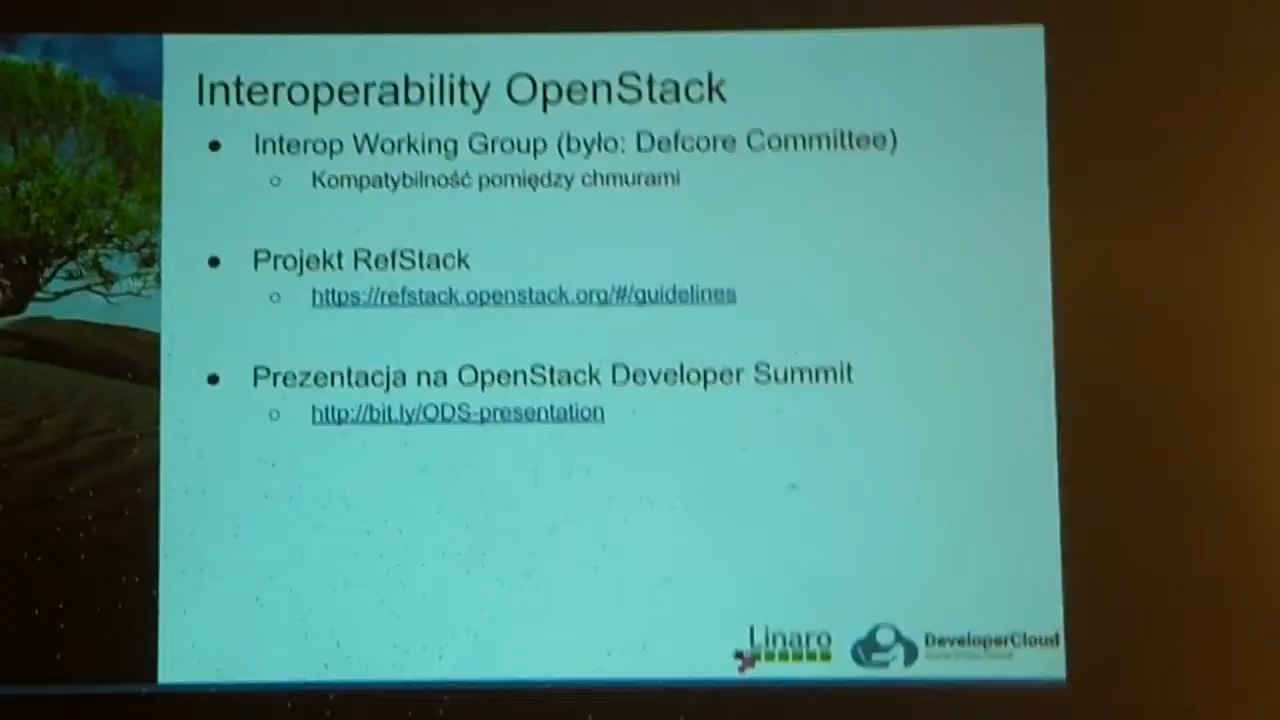 Interoperability OpenStack
● Interop Working Group (było: Defcore Committee)
○ Kompatybilność pomiędzy chmurami
● Projekt RefStack
○ https://refstack.openstack.org/#/guidelines
● Prezentacja na OpenStack Developer Summit
○ http://bit.ly/ODS-presentation
Linaro
DeveloperCloud